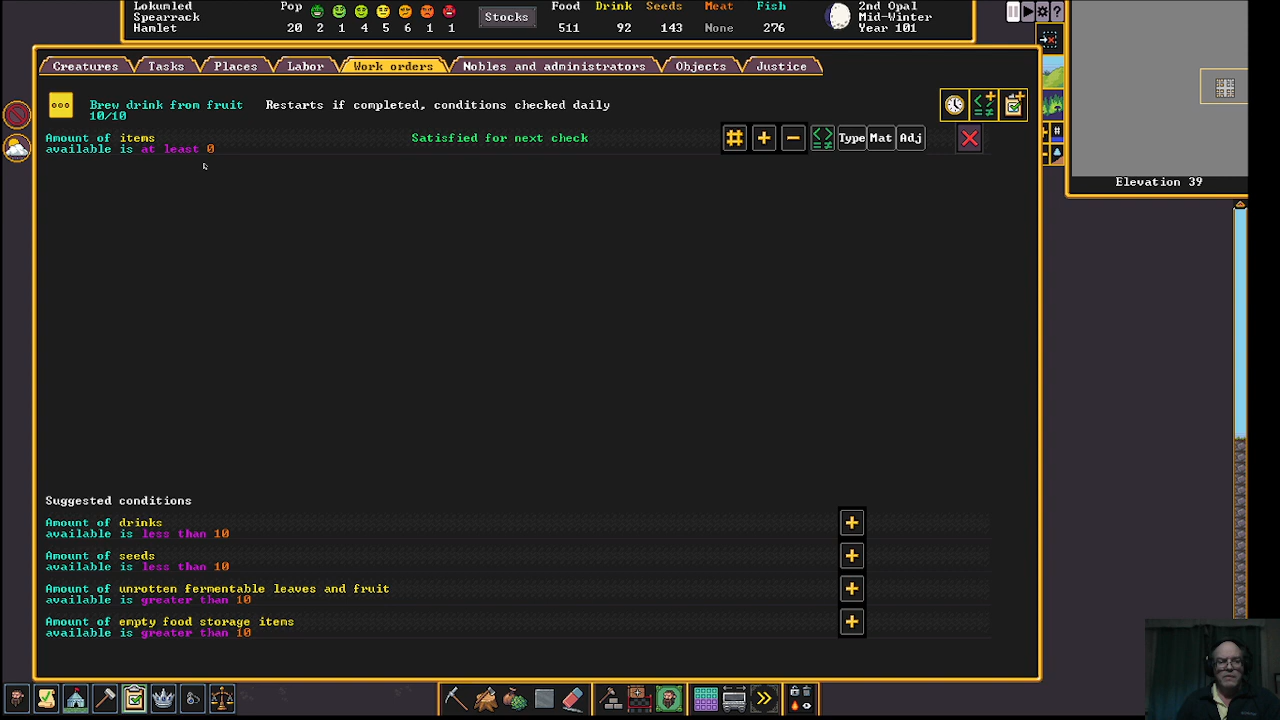 Lokumled
Spearrack
Hamlet
Pop
20 2 1 4 5 6 1 1
Stocks
Food Drink Seeds Meat Fish
511 92 143 None 276
2nd Opal
Mid-Winter
Year 101
?
Creatures Tasks Places Labor Work orders Nobles and administrators Objects Justice
Brew drink from fruit Restarts if completed, conditions checked daily
10/10
Amount of items Satisfied for next check Type Mat Adj
available is at least 0
Elevation 39
Suggested conditions
Amount of drinks
available is less than 10
Amount of seeds
available is less than 10
Amount of unrotten fermentable leaves and fruit
available is greater than 10
Amount of empty food storage items
available is greater than 10